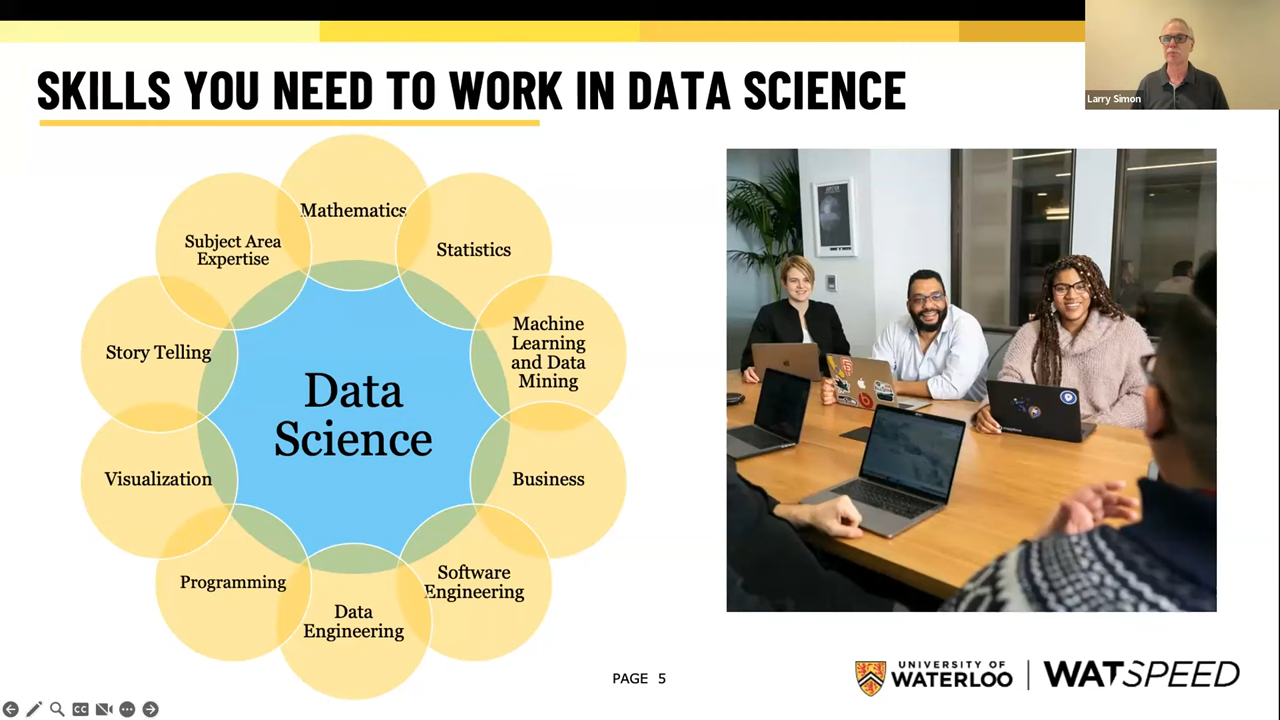 SKILLS YOU NEED TO WORK IN DATA SCIENCE
Larry Simon
Mathematics
Statistics
Machine
Learning
and Data
Mining
Business
Software
Engineering
Data
Engineering
Programming
Visualization
Story Telling
Subject Area
Expertise
Data
Science
PAGE 5
UNIVERSITY OF
WATERLOO
WATSPEED
CC